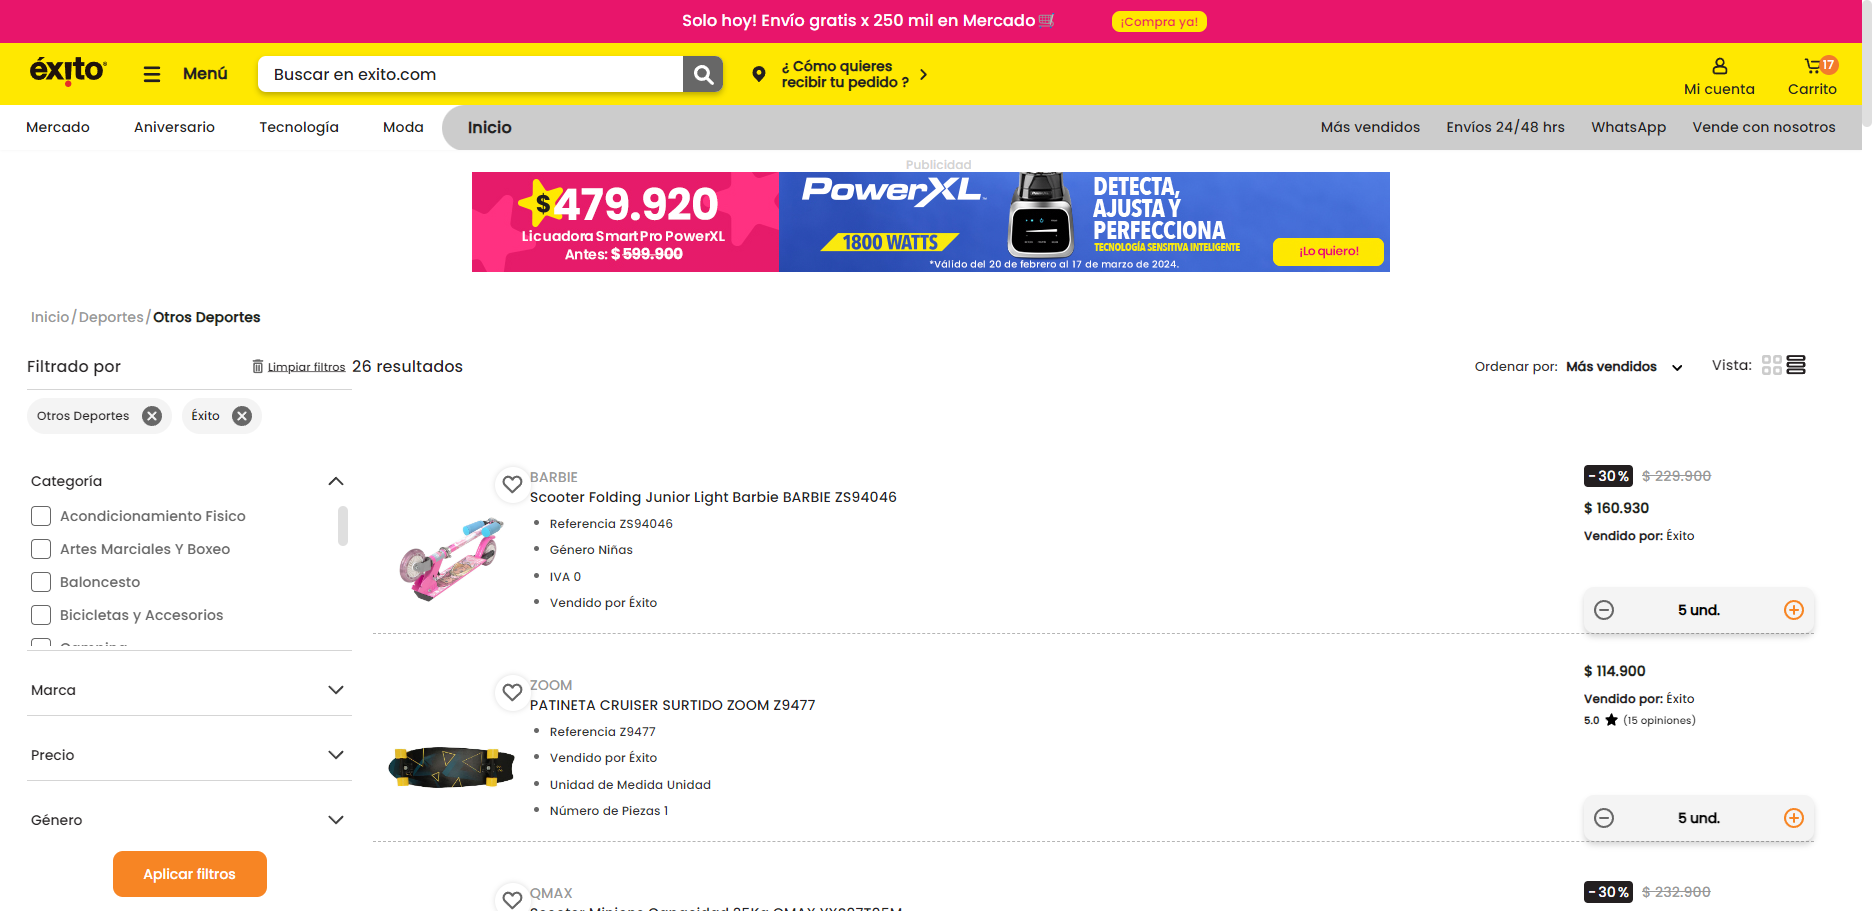 Solo hoy! Envío gratis x 250 mil en Mercado
¡Compra ya!
éxito
Menú
Buscar en exito.com
¿ Cómo quieres
recibir tu pedido ?
Mi cuenta
17
Carrito
Mercado
Aniversario
Tecnología
Moda
Inicio
Más vendidos
Envíos 24/48 hrs
WhatsApp
Vende con nosotros
Publicidad
$479.920
Licuadora SmartPro PowerXL
Antes: $ 599.900
PowerXL
1800 WATTS
DETECTA,
AJUSTA Y
PERFECCIONA
TECNOLOGÍA SENSITIVA INTELIGENTE
*Válido del 20 de febrero al 17 de marzo de 2024.
¡Lo quiero!
Inicio / Deportes / Otros Deportes
Filtrado por
Limpiar filtros
26 resultados
Ordenar por: Más vendidos
Vista:
Otros Deportes
Éxito
Categoría
Acondicionamiento Fisico
Artes Marciales Y Boxeo
Baloncesto
Bicicletas y Accesorios
Marca
Precio
Género
Aplicar filtros
BARBIE
Scooter Folding Junior Light Barbie BARBIE ZS94046
Referencia ZS94046
Género Niñas
IVA 0
Vendido por Éxito
-30% $ 229.900
$ 160.930
Vendido por: Éxito
5 und.
ZOOM
PATINETA CRUISER SURTIDO ZOOM Z9477
Referencia Z9477
Vendido por Éxito
Unidad de Medida Unidad
Número de Piezas 1
$ 114.900
Vendido por: Éxito
5.0 ★ (15 opiniones)
5 und.
QMAX
-30% $ 232.900